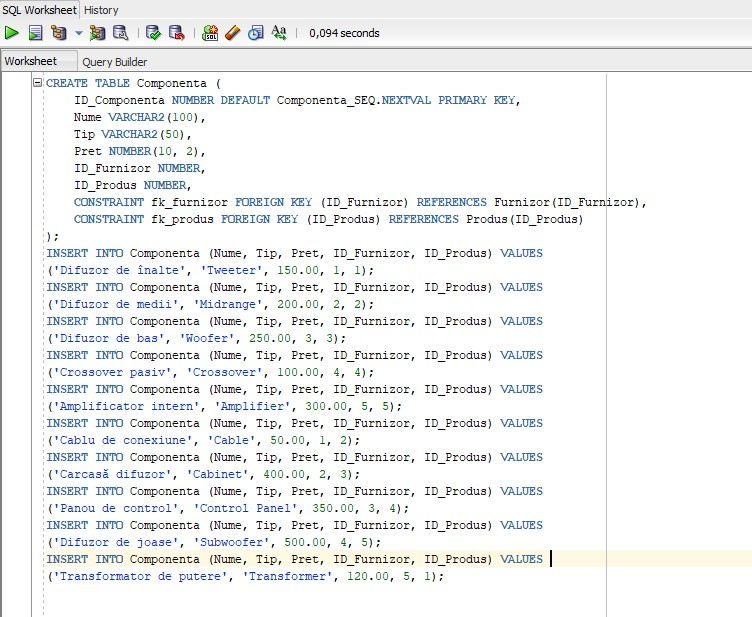 SQL Worksheet History
0,094 seconds
Worksheet Query Builder
CREATE TABLE Componenta (
ID_Componenta NUMBER DEFAULT Componenta_SEQ.NEXTVAL PRIMARY KEY,
Nume VARCHAR2(100),
Tip VARCHAR2(50),
Pret NUMBER(10, 2),
ID_Furnizor NUMBER,
ID_Produs NUMBER,
CONSTRAINT fk_furnizor FOREIGN KEY (ID_Furnizor) REFERENCES Furnizor(ID_Furnizor),
CONSTRAINT fk_produs FOREIGN KEY (ID_Produs) REFERENCES Produs(ID_Produs)
);
INSERT INTO Componenta (Nume, Tip, Pret, ID_Furnizor, ID_Produs) VALUES
('Difuzor de înalte', 'Tweeter', 150.00, 1, 1);
INSERT INTO Componenta (Nume, Tip, Pret, ID_Furnizor, ID_Produs) VALUES
('Difuzor de medii', 'Midrange', 200.00, 2, 2);
INSERT INTO Componenta (Nume, Tip, Pret, ID_Furnizor, ID_Produs) VALUES
('Difuzor de bas', 'Woofer', 250.00, 3, 3);
INSERT INTO Componenta (Nume, Tip, Pret, ID_Furnizor, ID_Produs) VALUES
('Crossover pasiv', 'Crossover', 100.00, 4, 4);
INSERT INTO Componenta (Nume, Tip, Pret, ID_Furnizor, ID_Produs) VALUES
('Amplificator intern', 'Amplifier', 300.00, 5, 5);
INSERT INTO Componenta (Nume, Tip, Pret, ID_Furnizor, ID_Produs) VALUES
('Cablu de conexiune', 'Cable', 50.00, 1, 2);
INSERT INTO Componenta (Nume, Tip, Pret, ID_Furnizor, ID_Produs) VALUES
('Carcasă difuzor', 'Cabinet', 400.00, 2, 3);
INSERT INTO Componenta (Nume, Tip, Pret, ID_Furnizor, ID_Produs) VALUES
('Panou de control', 'Control Panel', 350.00, 3, 4);
INSERT INTO Componenta (Nume, Tip, Pret, ID_Furnizor, ID_Produs) VALUES
('Difuzor de joase', 'Subwoofer', 500.00, 4, 5);
INSERT INTO Componenta (Nume, Tip, Pret, ID_Furnizor, ID_Produs) VALUES
('Transformator de putere', 'Transformer', 120.00, 5, 1);